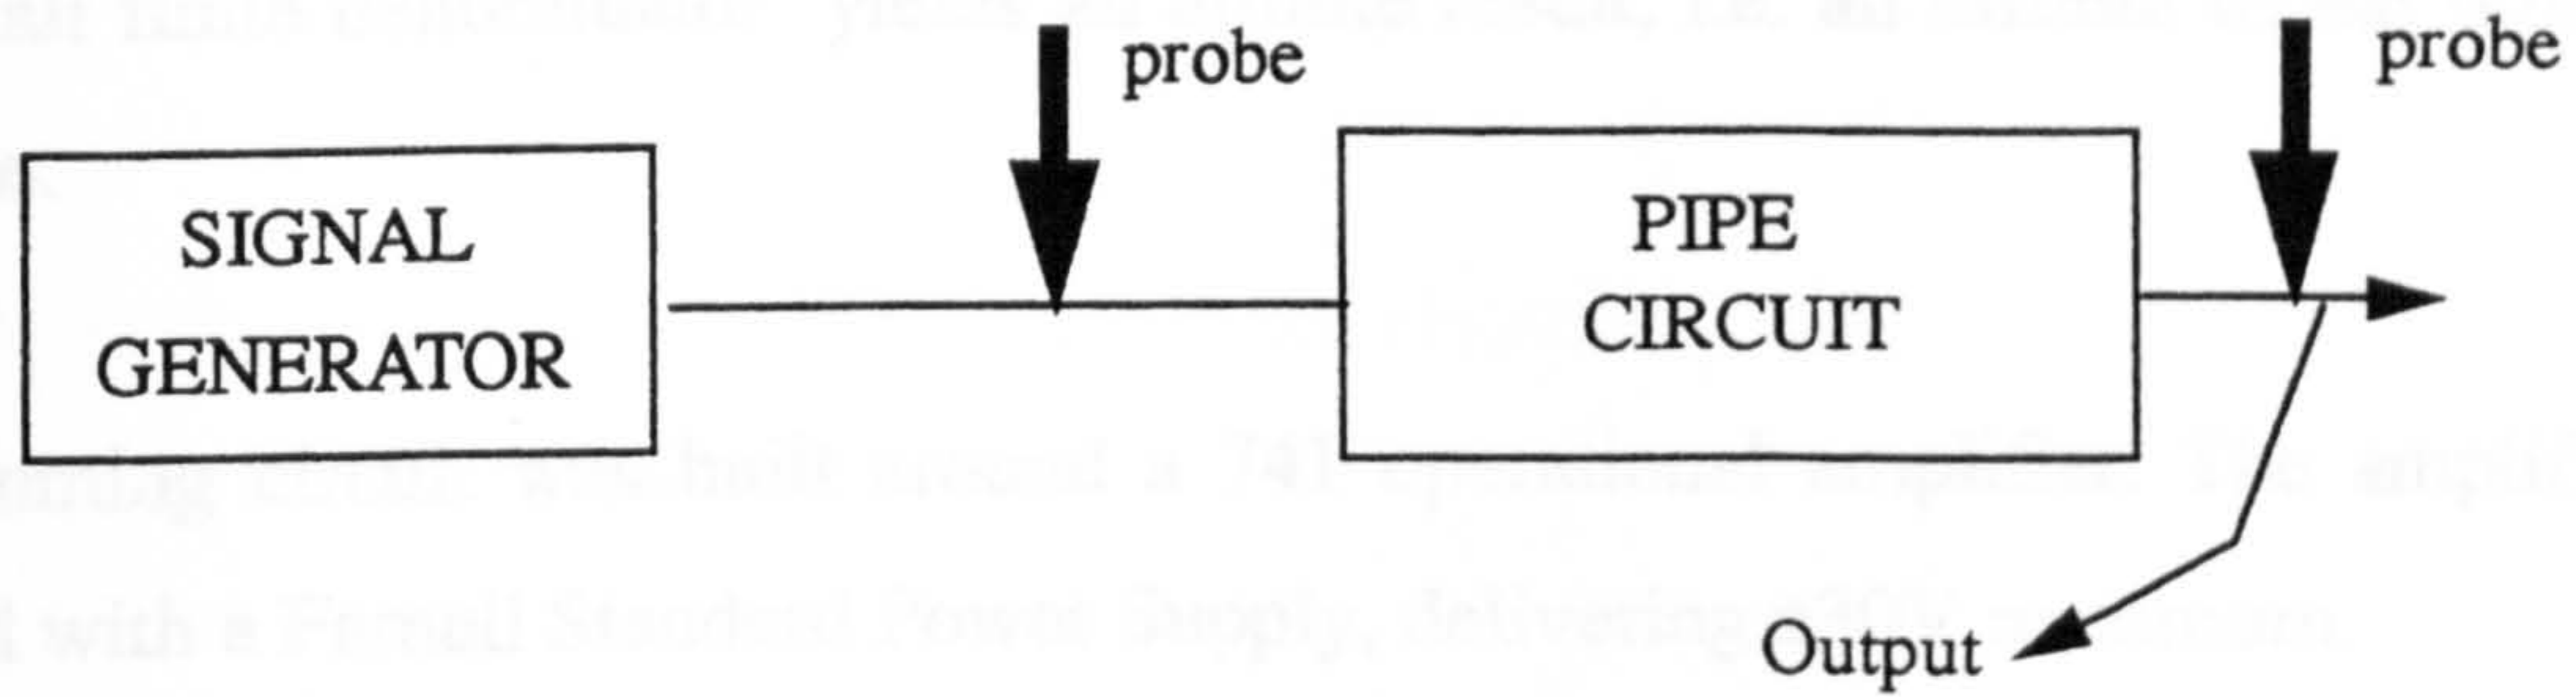 probe
probe
SIGNAL
GENERATOR
PIPE
CIRCUIT
Output